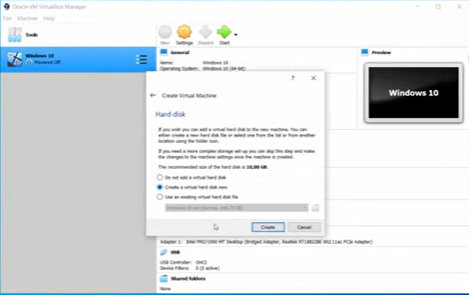 Oracle VM VirtualBox Manager
File Machine Help
Tools
New Settings Discard Start
Windows 10
Powered Off
General
Name: Windows 10
Operating System: Windows 10 (64-bit)
Preview
Windows 10
? ×
Create Virtual Machine
Hard disk
If you wish you can add a virtual hard disk to the new machine. You can
either create a new hard disk file or select one from the list or from another
location using the folder icon.
If you need a more complex storage set-up you can skip this step and make
the changes to the machine settings once the machine is created.
The recommended size of the hard disk is 10,00 GB.
Do not add a virtual hard disk
Create a virtual hard disk now
Use an existing virtual hard disk file
Create Cancel
Adapter 1: Intel PRO/1000 MT Desktop (Bridged Adapter, Realtek RTL8822BE 802.11ac PCIe Adapter)
USB
USB Controller: OHCI
Device Filters: 0 (0 active)
Shared folders
None